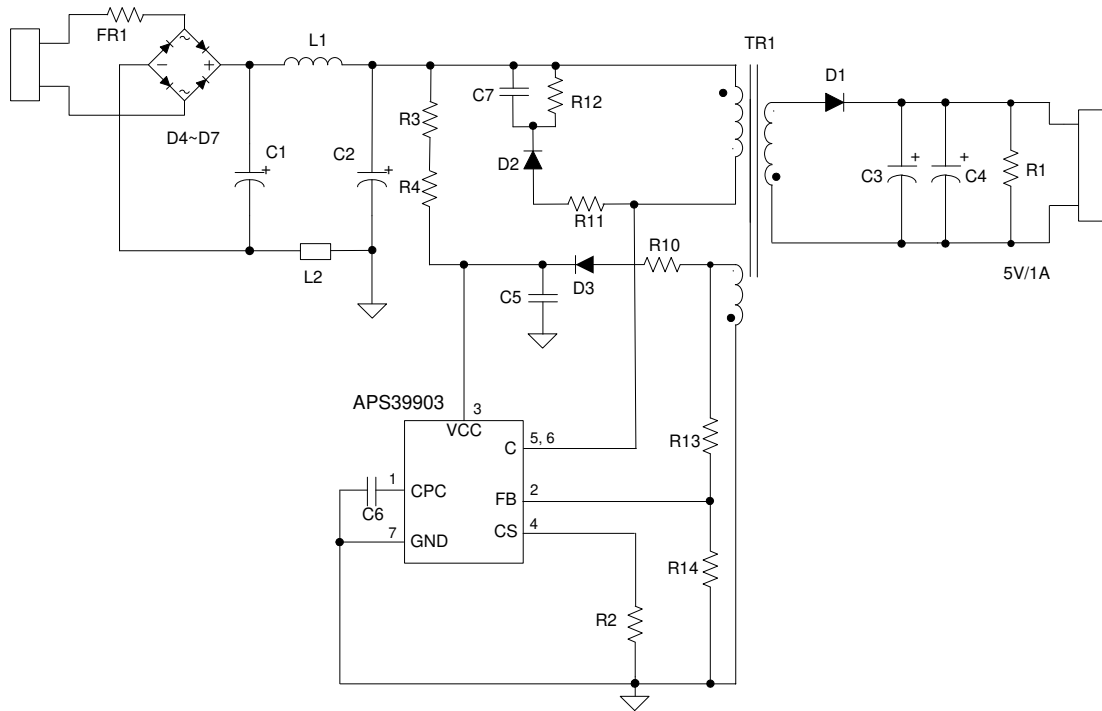 FR1
L1
TR1
D1
~
−
+
~
D4~D7
C1
+
C2
+
R3
R4
C7
R12
D2
R11
C3
+
C4
+
R1
L2
C5
D3
R10
5V/1A
APS39903
3
VCC
C
5, 6
R13
1
CPC
FB
2
C6
CS
4
7
GND
R14
R2